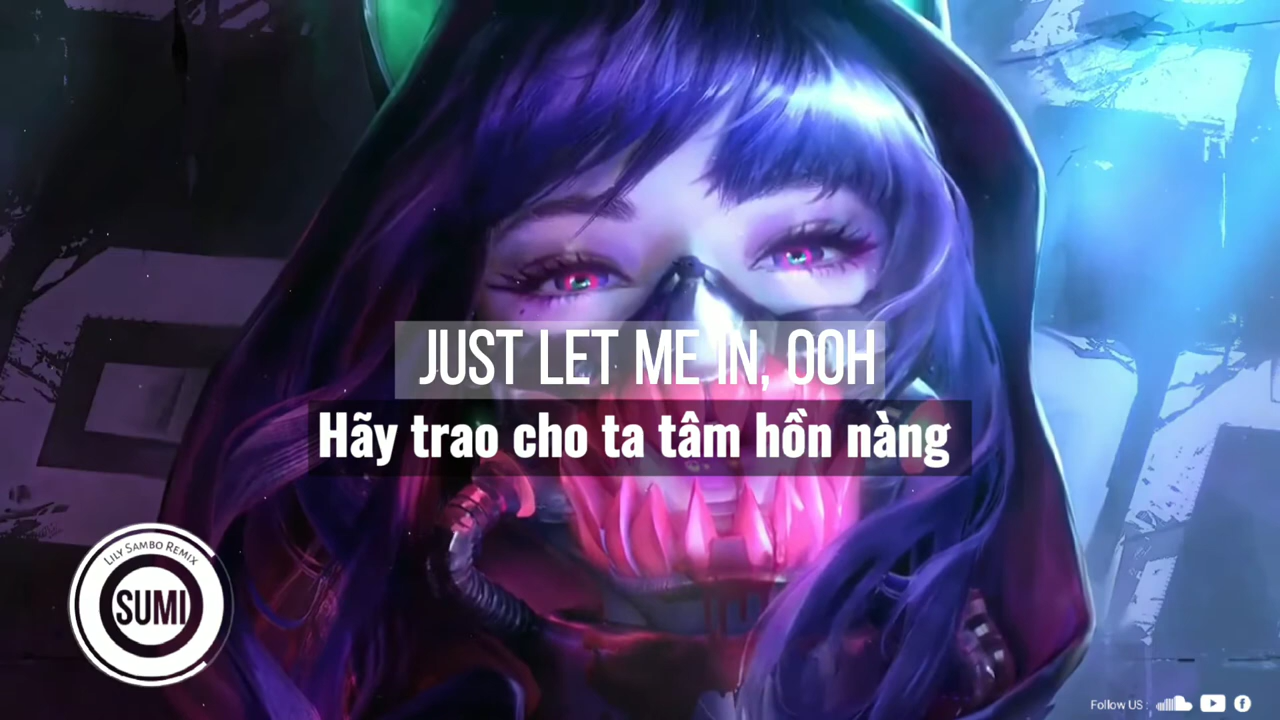 JUST LET ME IN, OOH
Hãy trao cho ta tâm hồn nàng
LILY SAMBO REMIX
SUMI
Follow US :